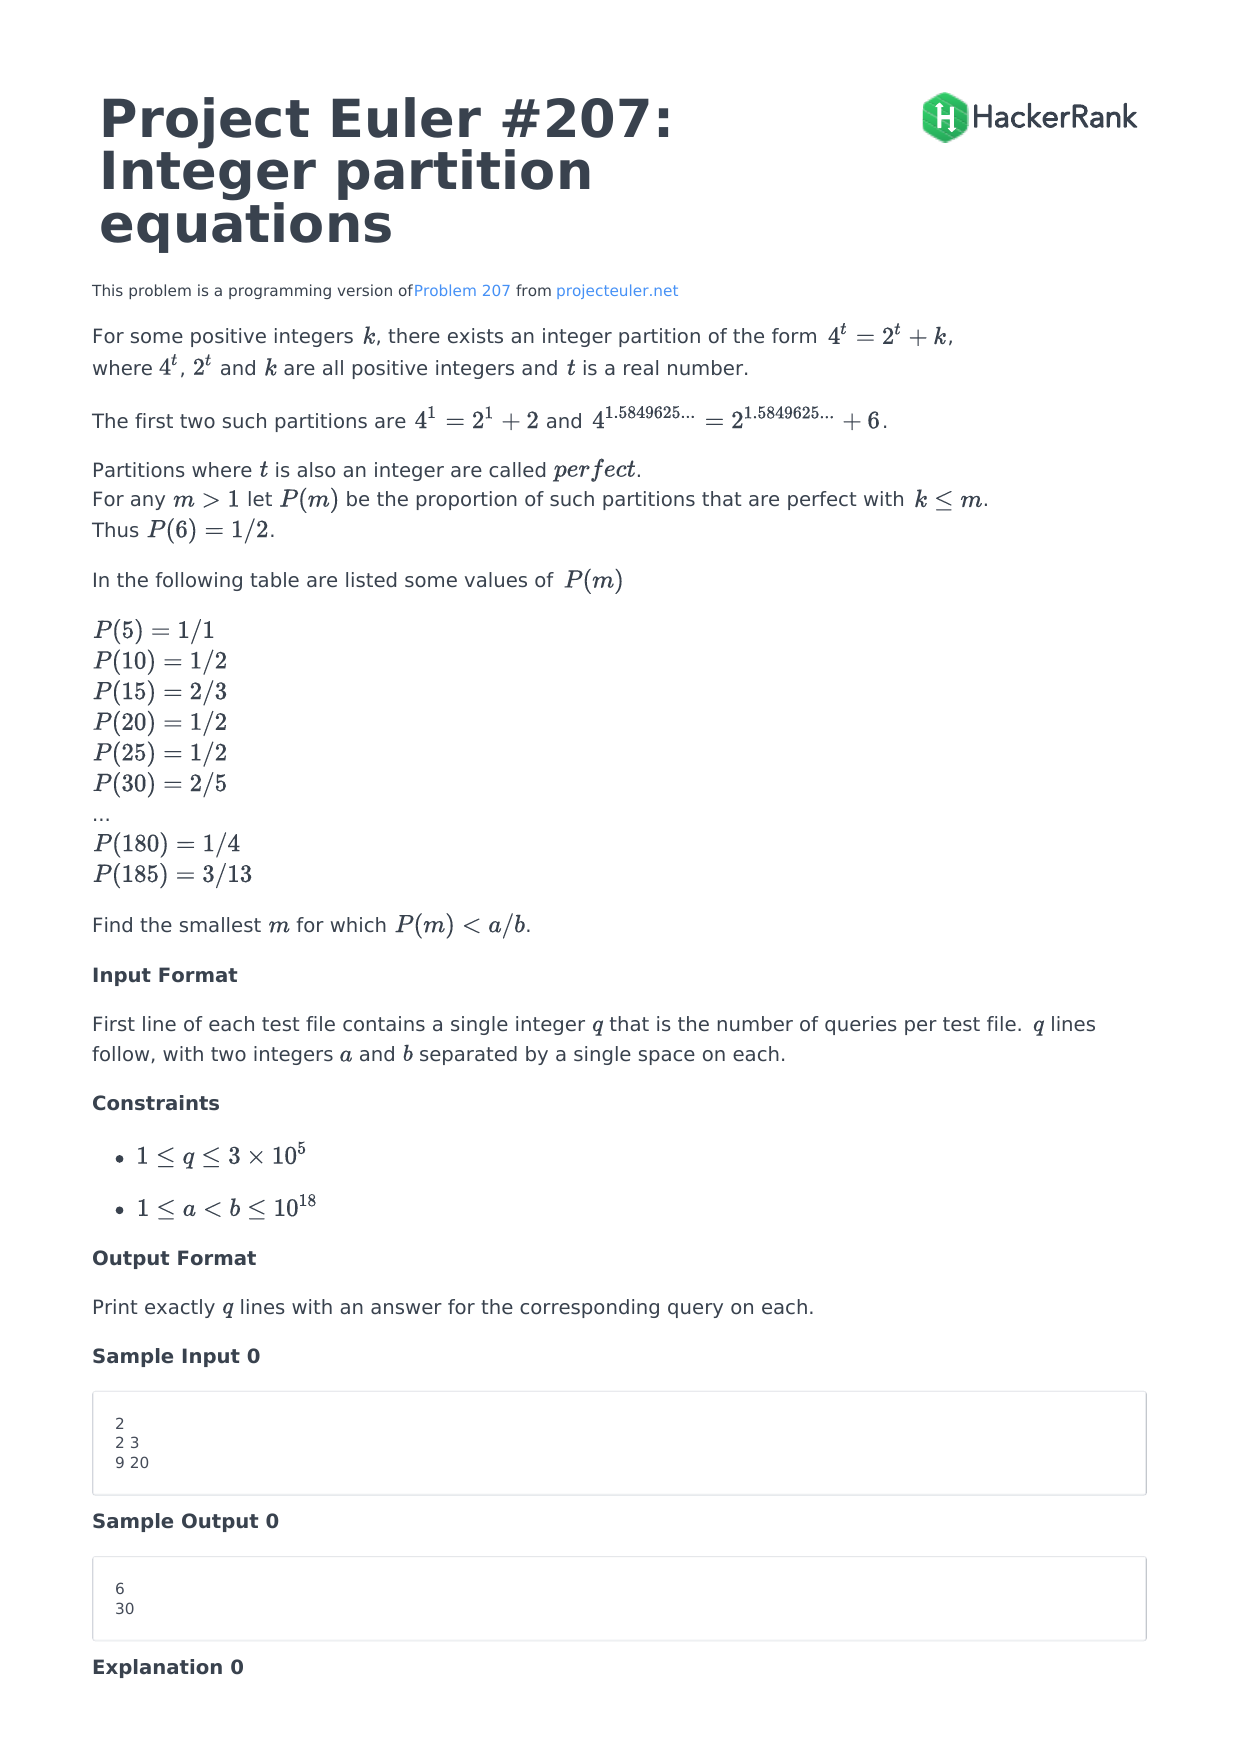 Project Euler #207:
Integer partition
equations
HackerRank
This problem is a programming version of Problem 207 from projecteuler.net
For some positive integers k, there exists an integer partition of the form 4^t = 2^t + k,
where 4^t, 2^t and k are all positive integers and t is a real number.
The first two such partitions are 4^1 = 2^1 + 2 and 4^1.5849625... = 2^1.5849625... + 6.
Partitions where t is also an integer are called perfect.
For any m > 1 let P(m) be the proportion of such partitions that are perfect with k ≤ m.
Thus P(6) = 1/2.
In the following table are listed some values of P(m)
P(5) = 1/1
P(10) = 1/2
P(15) = 2/3
P(20) = 1/2
P(25) = 1/2
P(30) = 2/5
...
P(180) = 1/4
P(185) = 3/13
Find the smallest m for which P(m) < a/b.
Input Format
First line of each test file contains a single integer q that is the number of queries per test file. q lines
follow, with two integers a and b separated by a single space on each.
Constraints
• 1 ≤ q ≤ 3 × 10^5
• 1 ≤ a < b ≤ 10^18
Output Format
Print exactly q lines with an answer for the corresponding query on each.
Sample Input 0
2
2 3
9 20
Sample Output 0
6
30
Explanation 0